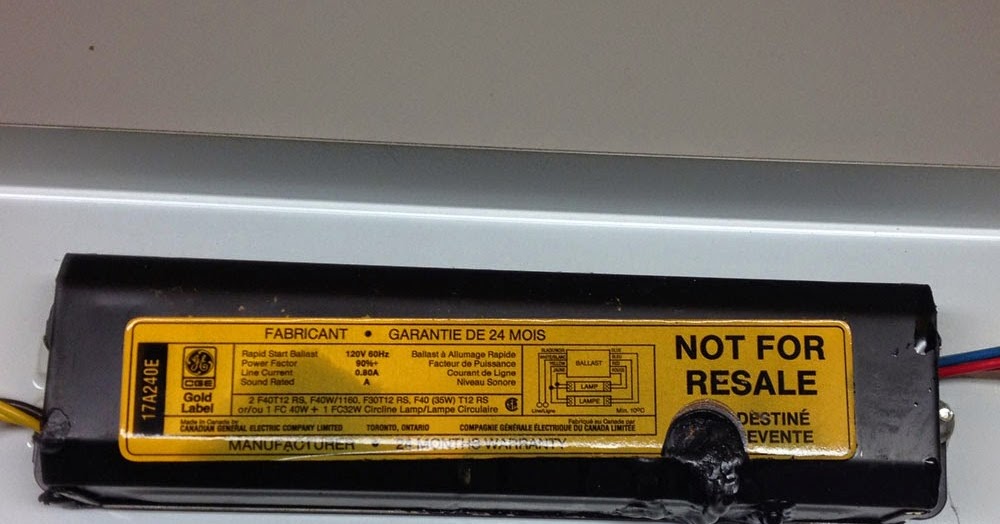 FABRICANT • GARANTIE DE 24 MOIS
17A240E
GE
CGE
Gold
Label
Rapid Start Ballast 120V 60Hz Ballast à Allumage Rapide
Power Factor 90%+ Facteur de Puissance
Line Current 0.80A Courant de Ligne
Sound Rated A Niveau Sonore
2 F40T12 RS, F40W/1160, F30T12 RS, F40 (35W) T12 RS
or/ou 1 FC 40W + 1 FC32W Circline Lamp/Lampe Circulaire
BALLAST
LAMP
LAMPE
Line/Ligne Min. 10ºC
Made in Canada by Fabriqué au Canada par
CANADIAN GENERAL ELECTRIC COMPANY LIMITED TORONTO, ONTARIO COMPAGNIE GÉNÉRALE ÉLECTRIQUE DU CANADA LIMITÉE
MANUFACTURER • 24 MONTHS WARRANTY
NOT FOR
RESALE
DESTINÉ